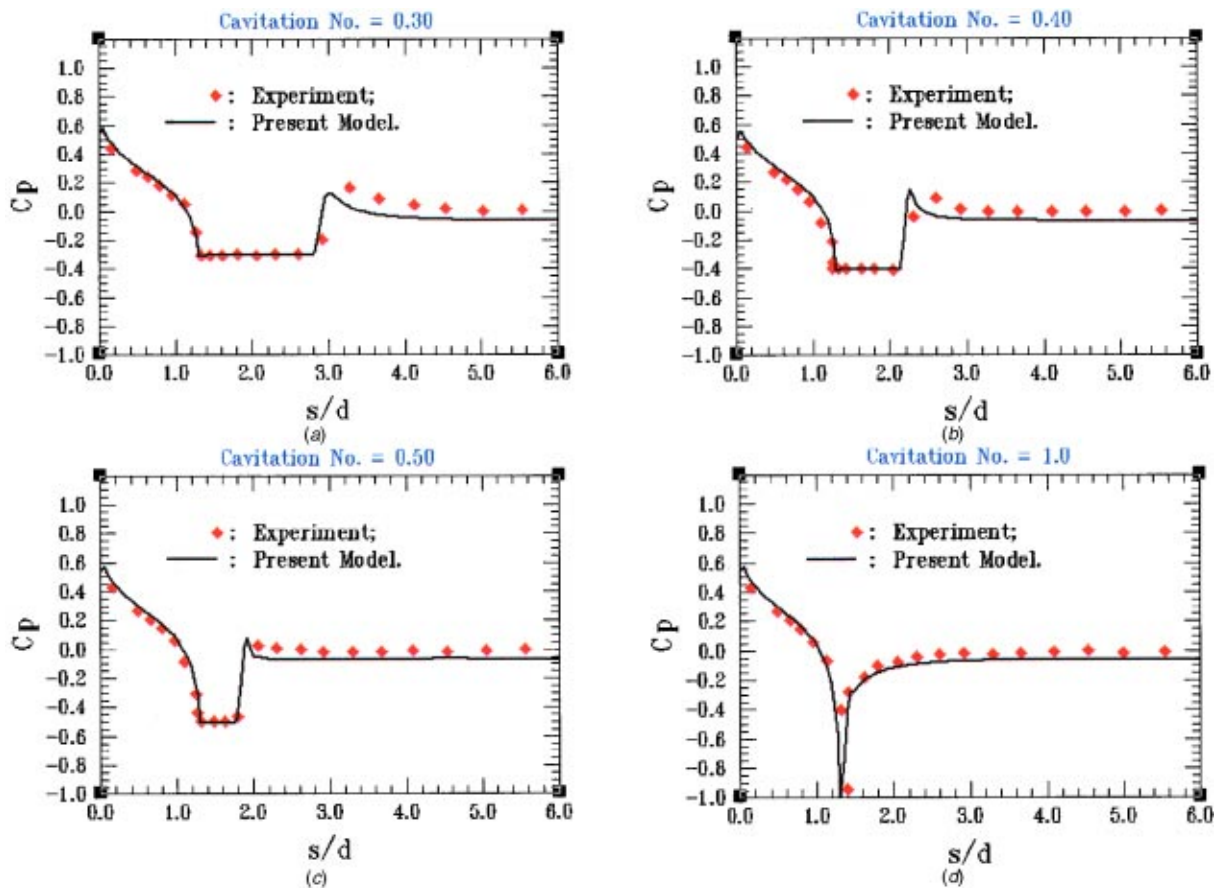 Cavitation No. = 0.30
1.0
0.8
0.6
0.4
0.2
0.0
−0.2
−0.4
−0.6
−0.8
−1.0
Cp
◆: Experiment;
—— : Present Model.
0.0 1.0 2.0 3.0 4.0 5.0 6.0
s/d
(a)
Cavitation No. = 0.40
1.0
0.8
0.6
0.4
0.2
0.0
−0.2
−0.4
−0.6
−0.8
−1.0
Cp
◆: Experiment;
—— : Present Model.
0.0 1.0 2.0 3.0 4.0 5.0 6.0
s/d
(b)
Cavitation No. = 0.50
1.0
0.8
0.6
0.4
0.2
0.0
−0.2
−0.4
−0.6
−0.8
−1.0
Cp
◆: Experiment;
—— : Present Model.
0.0 1.0 2.0 3.0 4.0 5.0 6.0
s/d
(c)
Cavitation No. = 1.0
1.0
0.8
0.6
0.4
0.2
0.0
−0.2
−0.4
−0.6
−0.8
−1.0
Cp
◆: Experiment;
—— : Present Model.
0.0 1.0 2.0 3.0 4.0 5.0 6.0
s/d
(d)